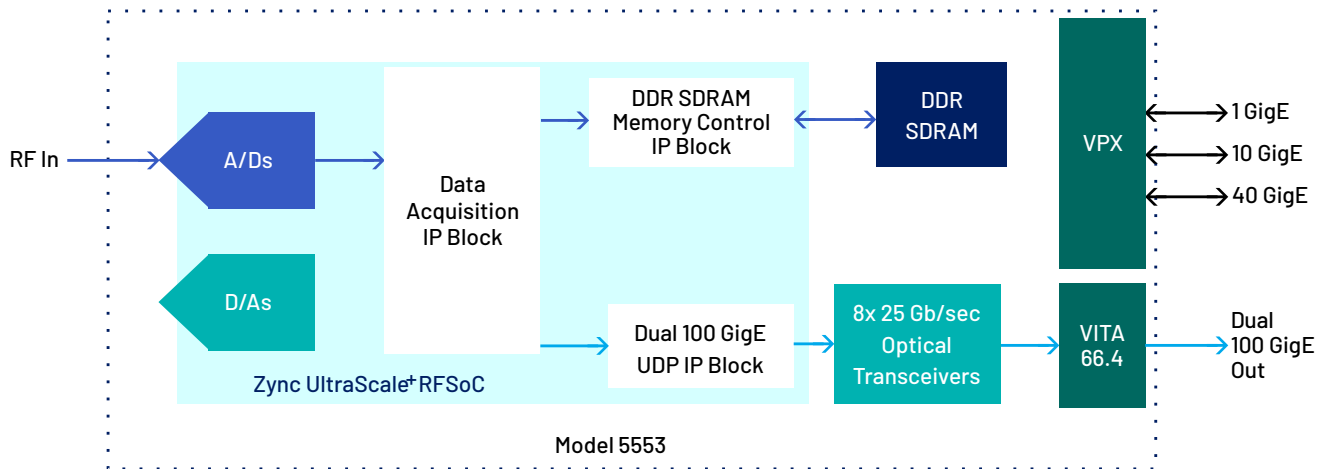 RF In
A/Ds
D/As
Data
Acquisition
IP Block
DDR SDRAM
Memory Control
IP Block
DDR
SDRAM
Dual 100 GigE
UDP IP Block
8x 25 Gb/sec
Optical
Transceivers
VPX
VITA
66.4
1 GigE
10 GigE
40 GigE
Dual
100 GigE
Out
Zync UltraScale+ RFSoC
Model 5553